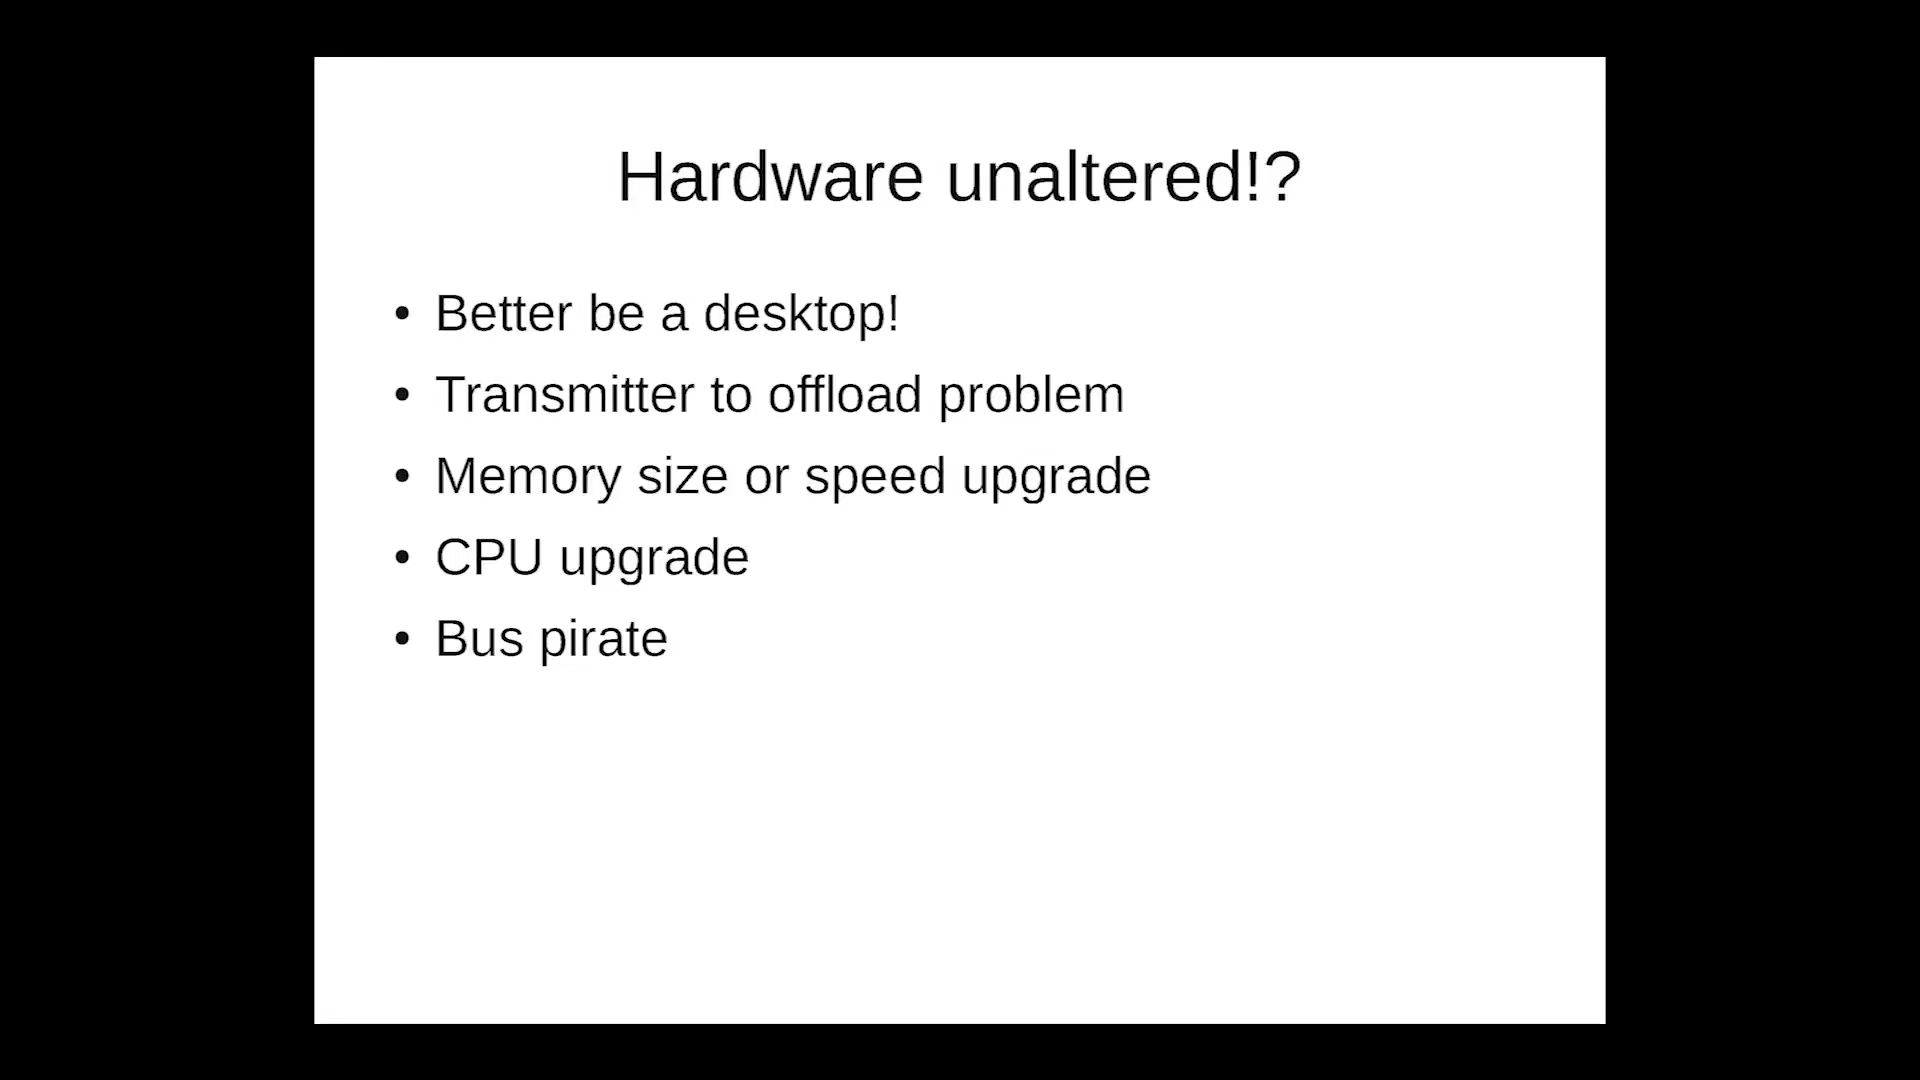 Hardware unaltered!?
• Better be a desktop!
• Transmitter to offload problem
• Memory size or speed upgrade
• CPU upgrade
• Bus pirate